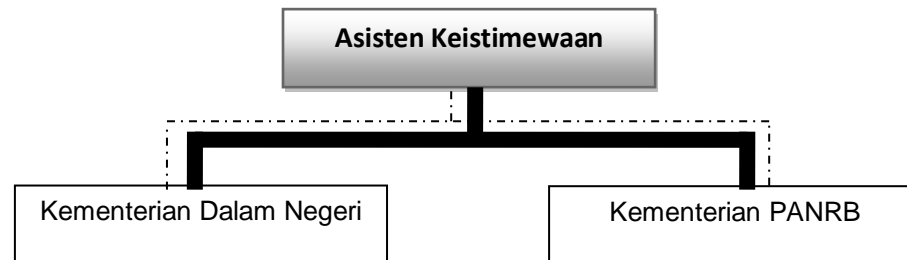 Asisten Keistimewaan
Kementerian Dalam Negeri
Kementerian PANRB